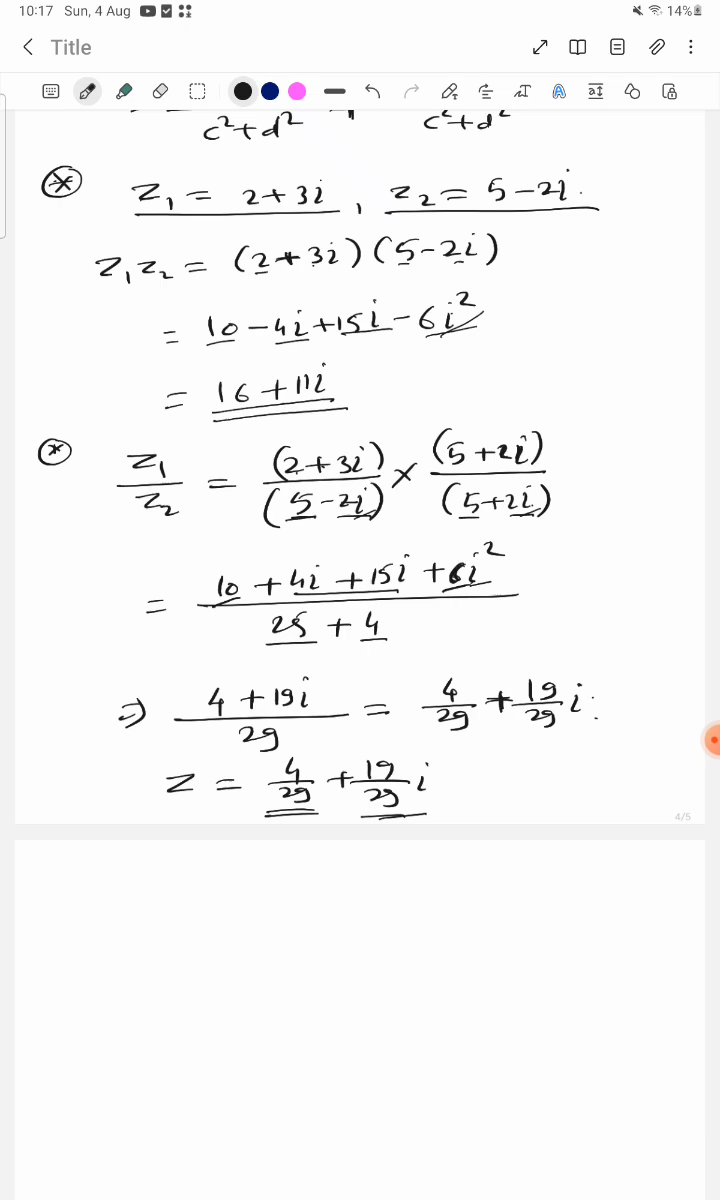 10:17 Sun, 4 Aug 14%
Title
c²+d² c²+d²
Z₁ = 2+3i , Z₂ = 5-2i.
Z₁Z₂ = (2+3i)(5-2i)
= 10-4i+15i-6i²
= 16+11i
Z₁/Z₂ = (2+3i)/(5-2i) × (5+2i)/(5+2i)
= (10+4i+15i+6i²)/(25+4)
⇒ (4+19i)/29 = 4/29 + 19/29 i
Z = 4/29 + 19/29 i
4/5